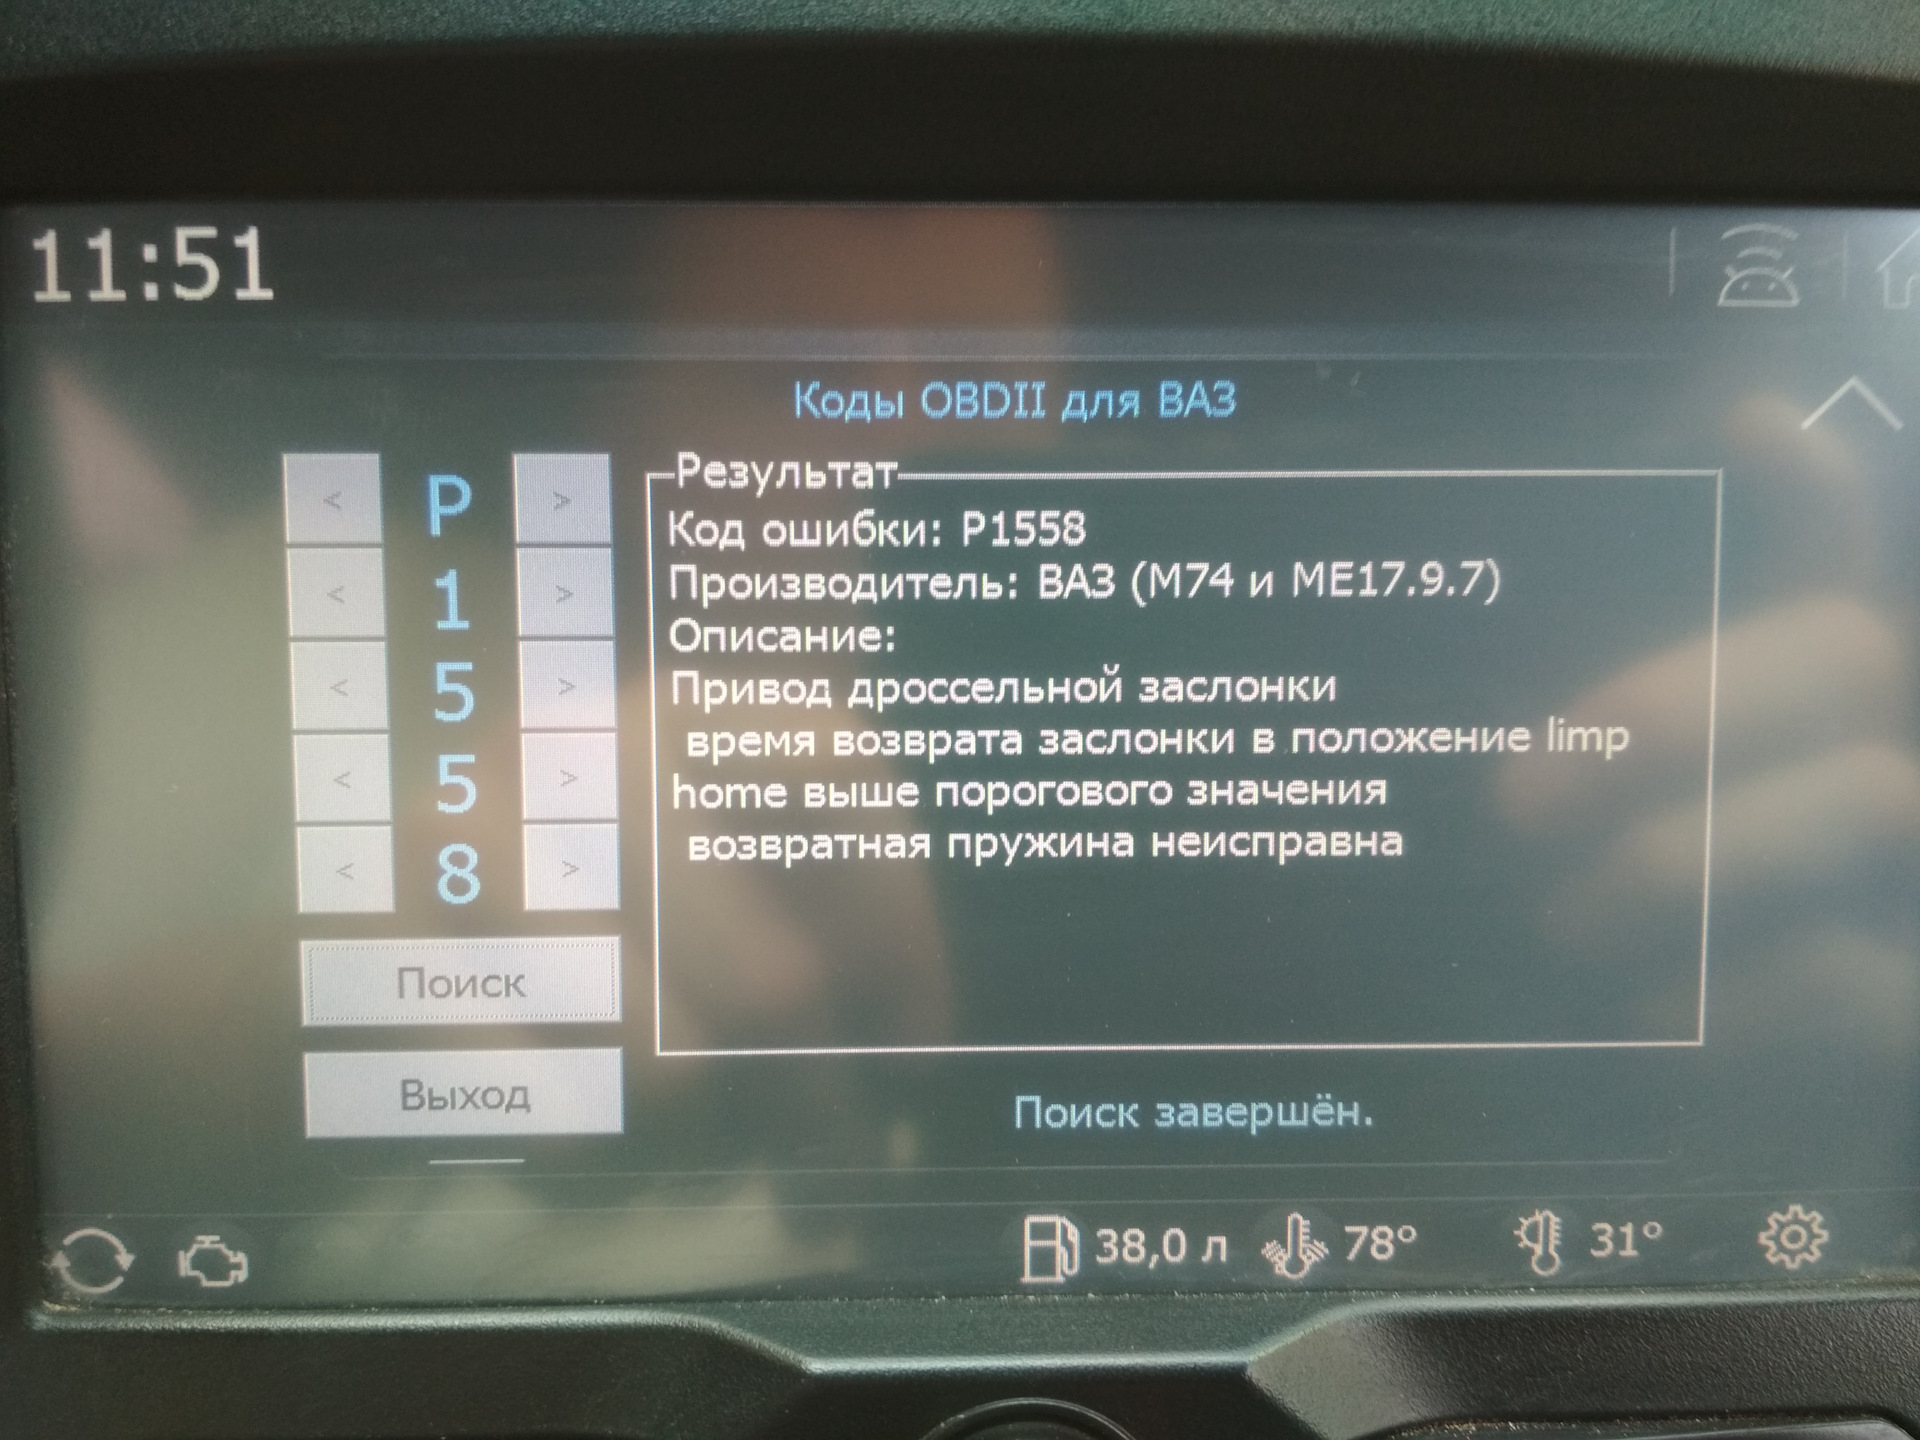 11:51
Коды OBDII для ВАЗ
< P >
< 1 >
< 5 >
< 5 >
< 8 >
Поиск
Выход
Результат
Код ошибки: P1558
Производитель: ВАЗ (М74 и ME17.9.7)
Описание:
Привод дроссельной заслонки
время возврата заслонки в положение limp
home выше порогового значения
возвратная пружина неисправна
Поиск завершён.
38,0 л 78° 31°